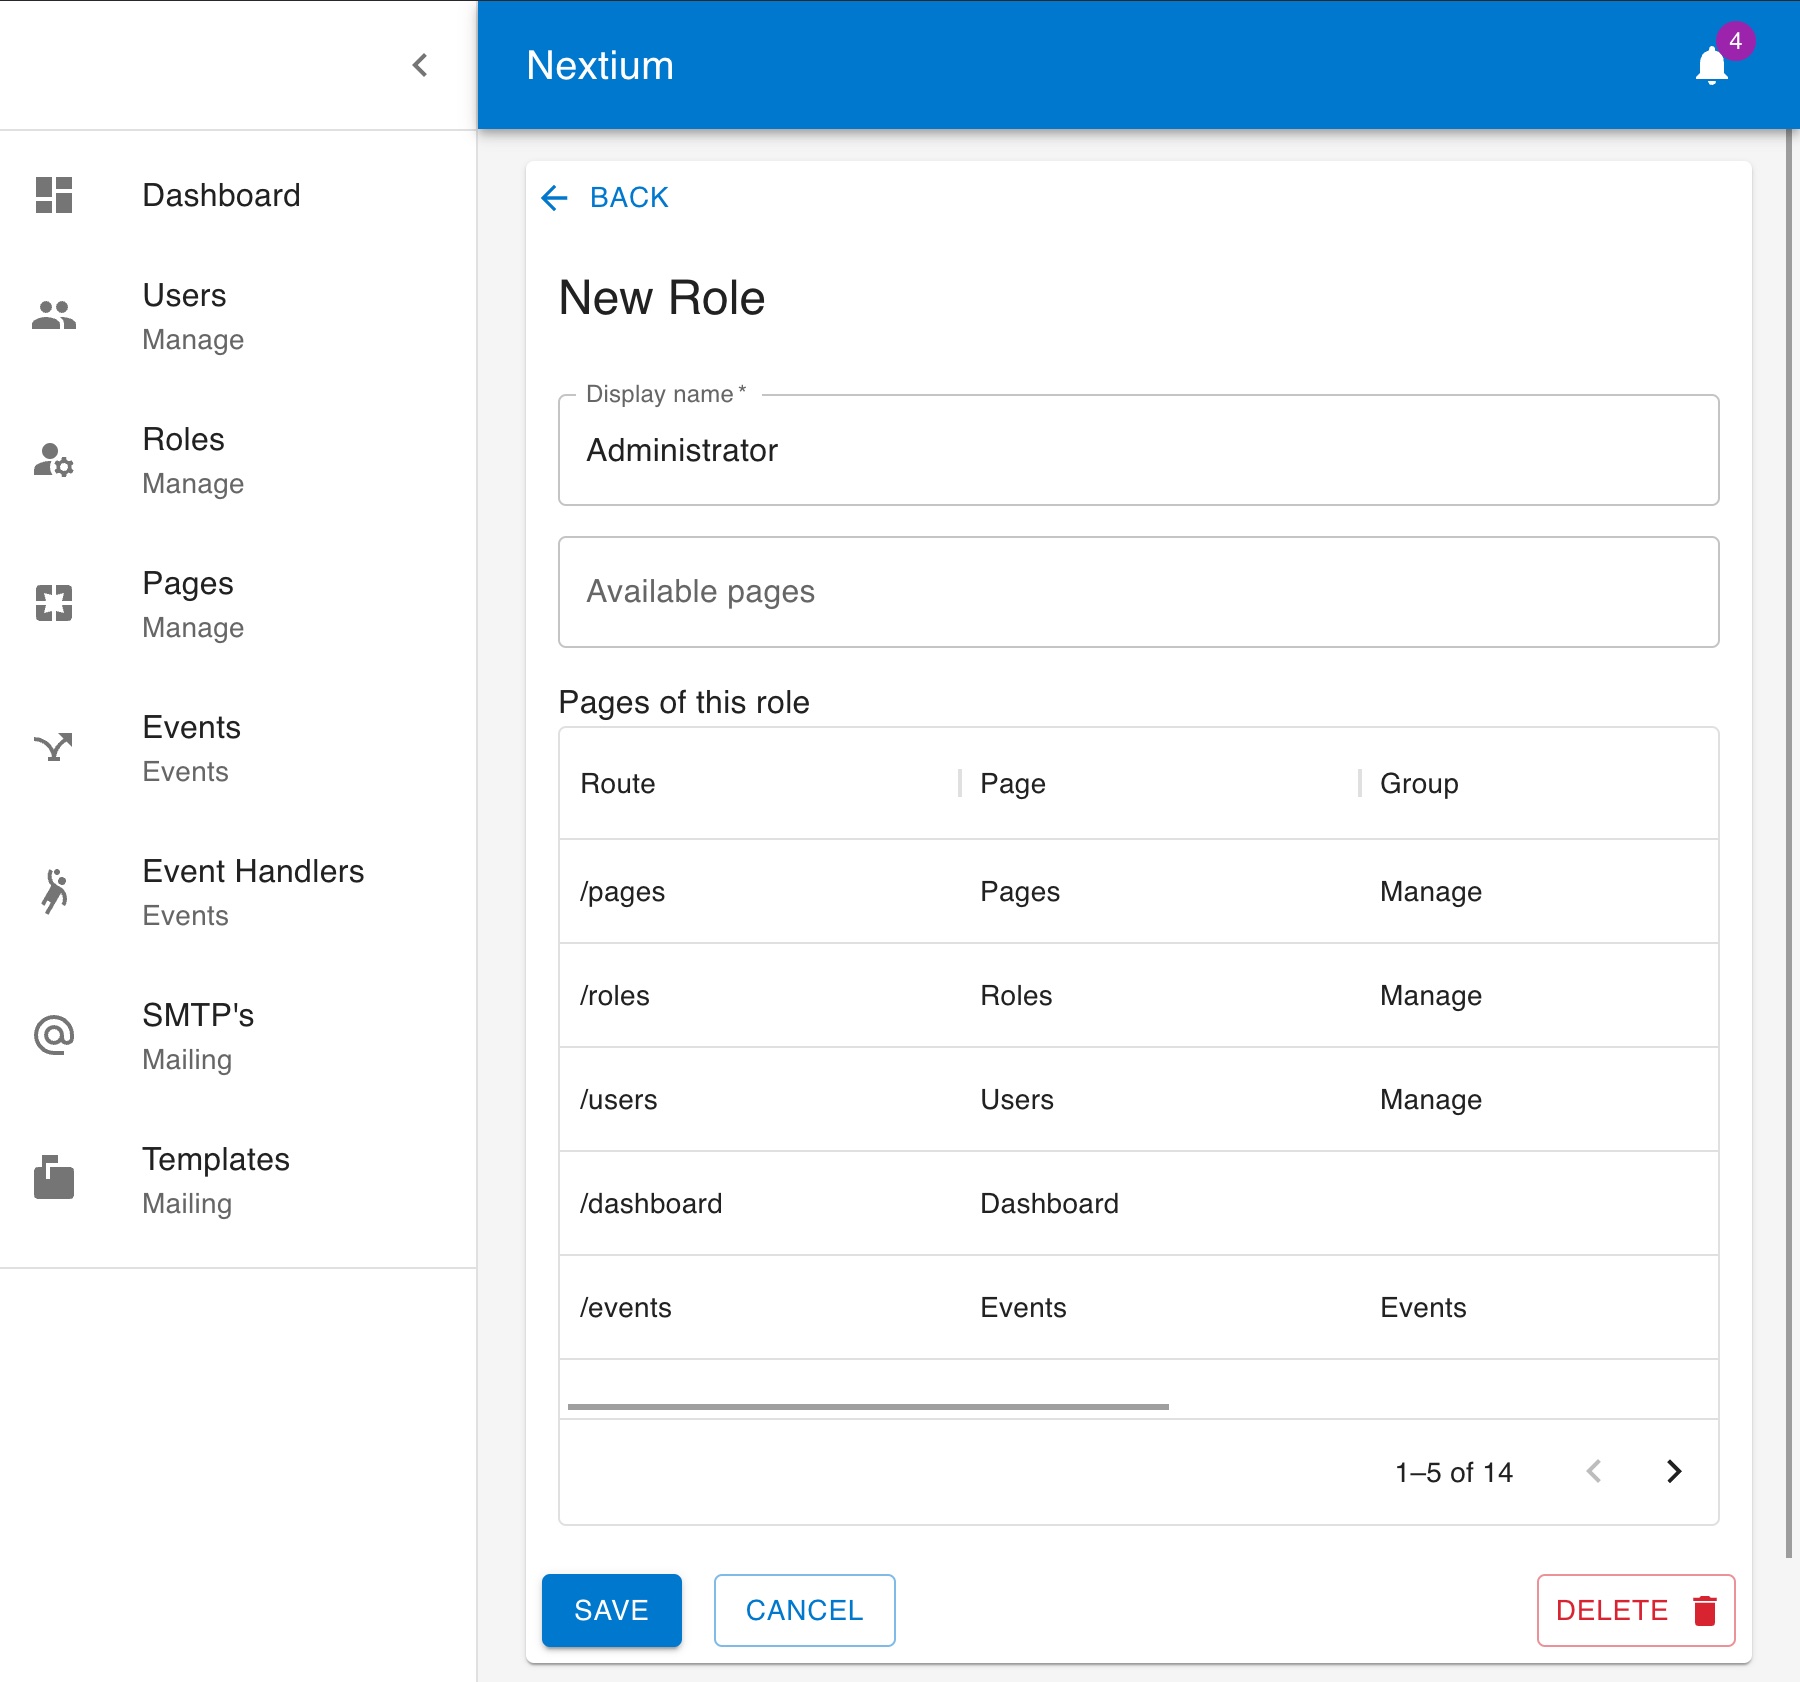 Nextium
4
Dashboard
Users
Manage
Roles
Manage
Pages
Manage
Events
Events
Event Handlers
Events
SMTP's
Mailing
Templates
Mailing
BACK
New Role
Display name *
Administrator
Available pages
Pages of this role
Route Page Group
/pages Pages Manage
/roles Roles Manage
/users Users Manage
/dashboard Dashboard
/events Events Events
1–5 of 14
SAVE CANCEL DELETE